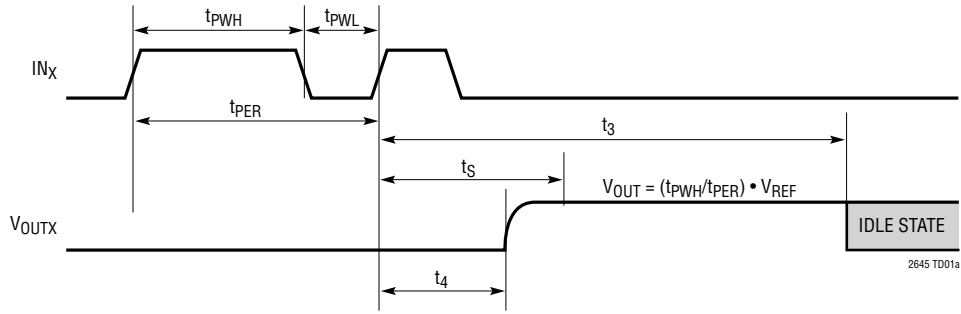 tPWH
tPWL
INX
tPER
t3
tS
VOUT = (tPWH/tPER) • VREF
VOUTX
IDLE STATE
2645 TD01a
t4